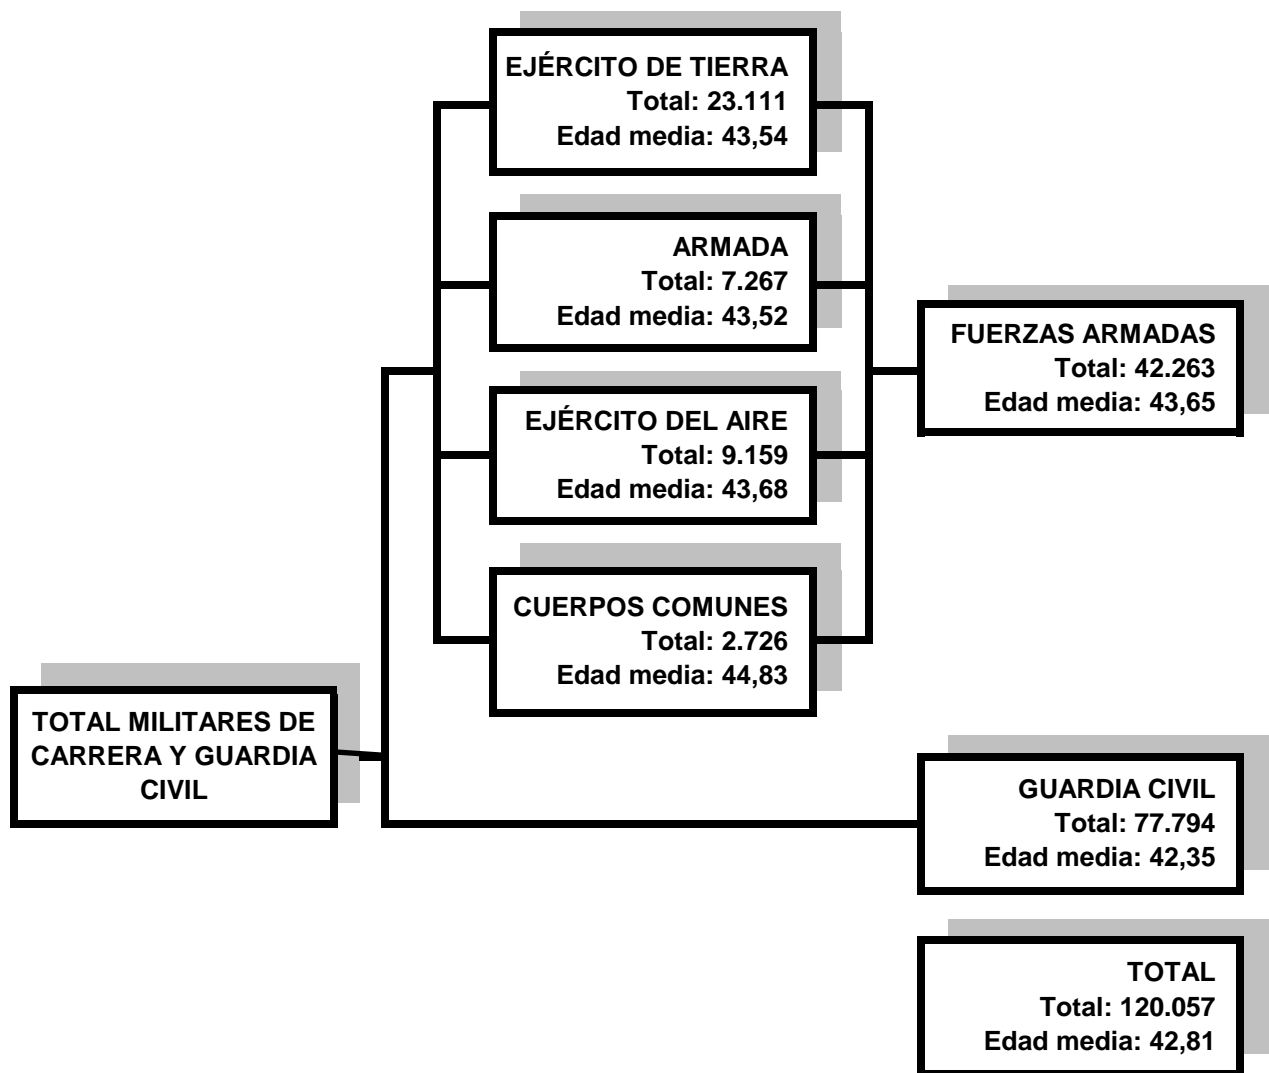 EJÉRCITO DE TIERRA
Total: 23.111
Edad media: 43,54
ARMADA
Total: 7.267
Edad media: 43,52
EJÉRCITO DEL AIRE
Total: 9.159
Edad media: 43,68
CUERPOS COMUNES
Total: 2.726
Edad media: 44,83
FUERZAS ARMADAS
Total: 42.263
Edad media: 43,65
TOTAL MILITARES DE
CARRERA Y GUARDIA
CIVIL
GUARDIA CIVIL
Total: 77.794
Edad media: 42,35
TOTAL
Total: 120.057
Edad media: 42,81